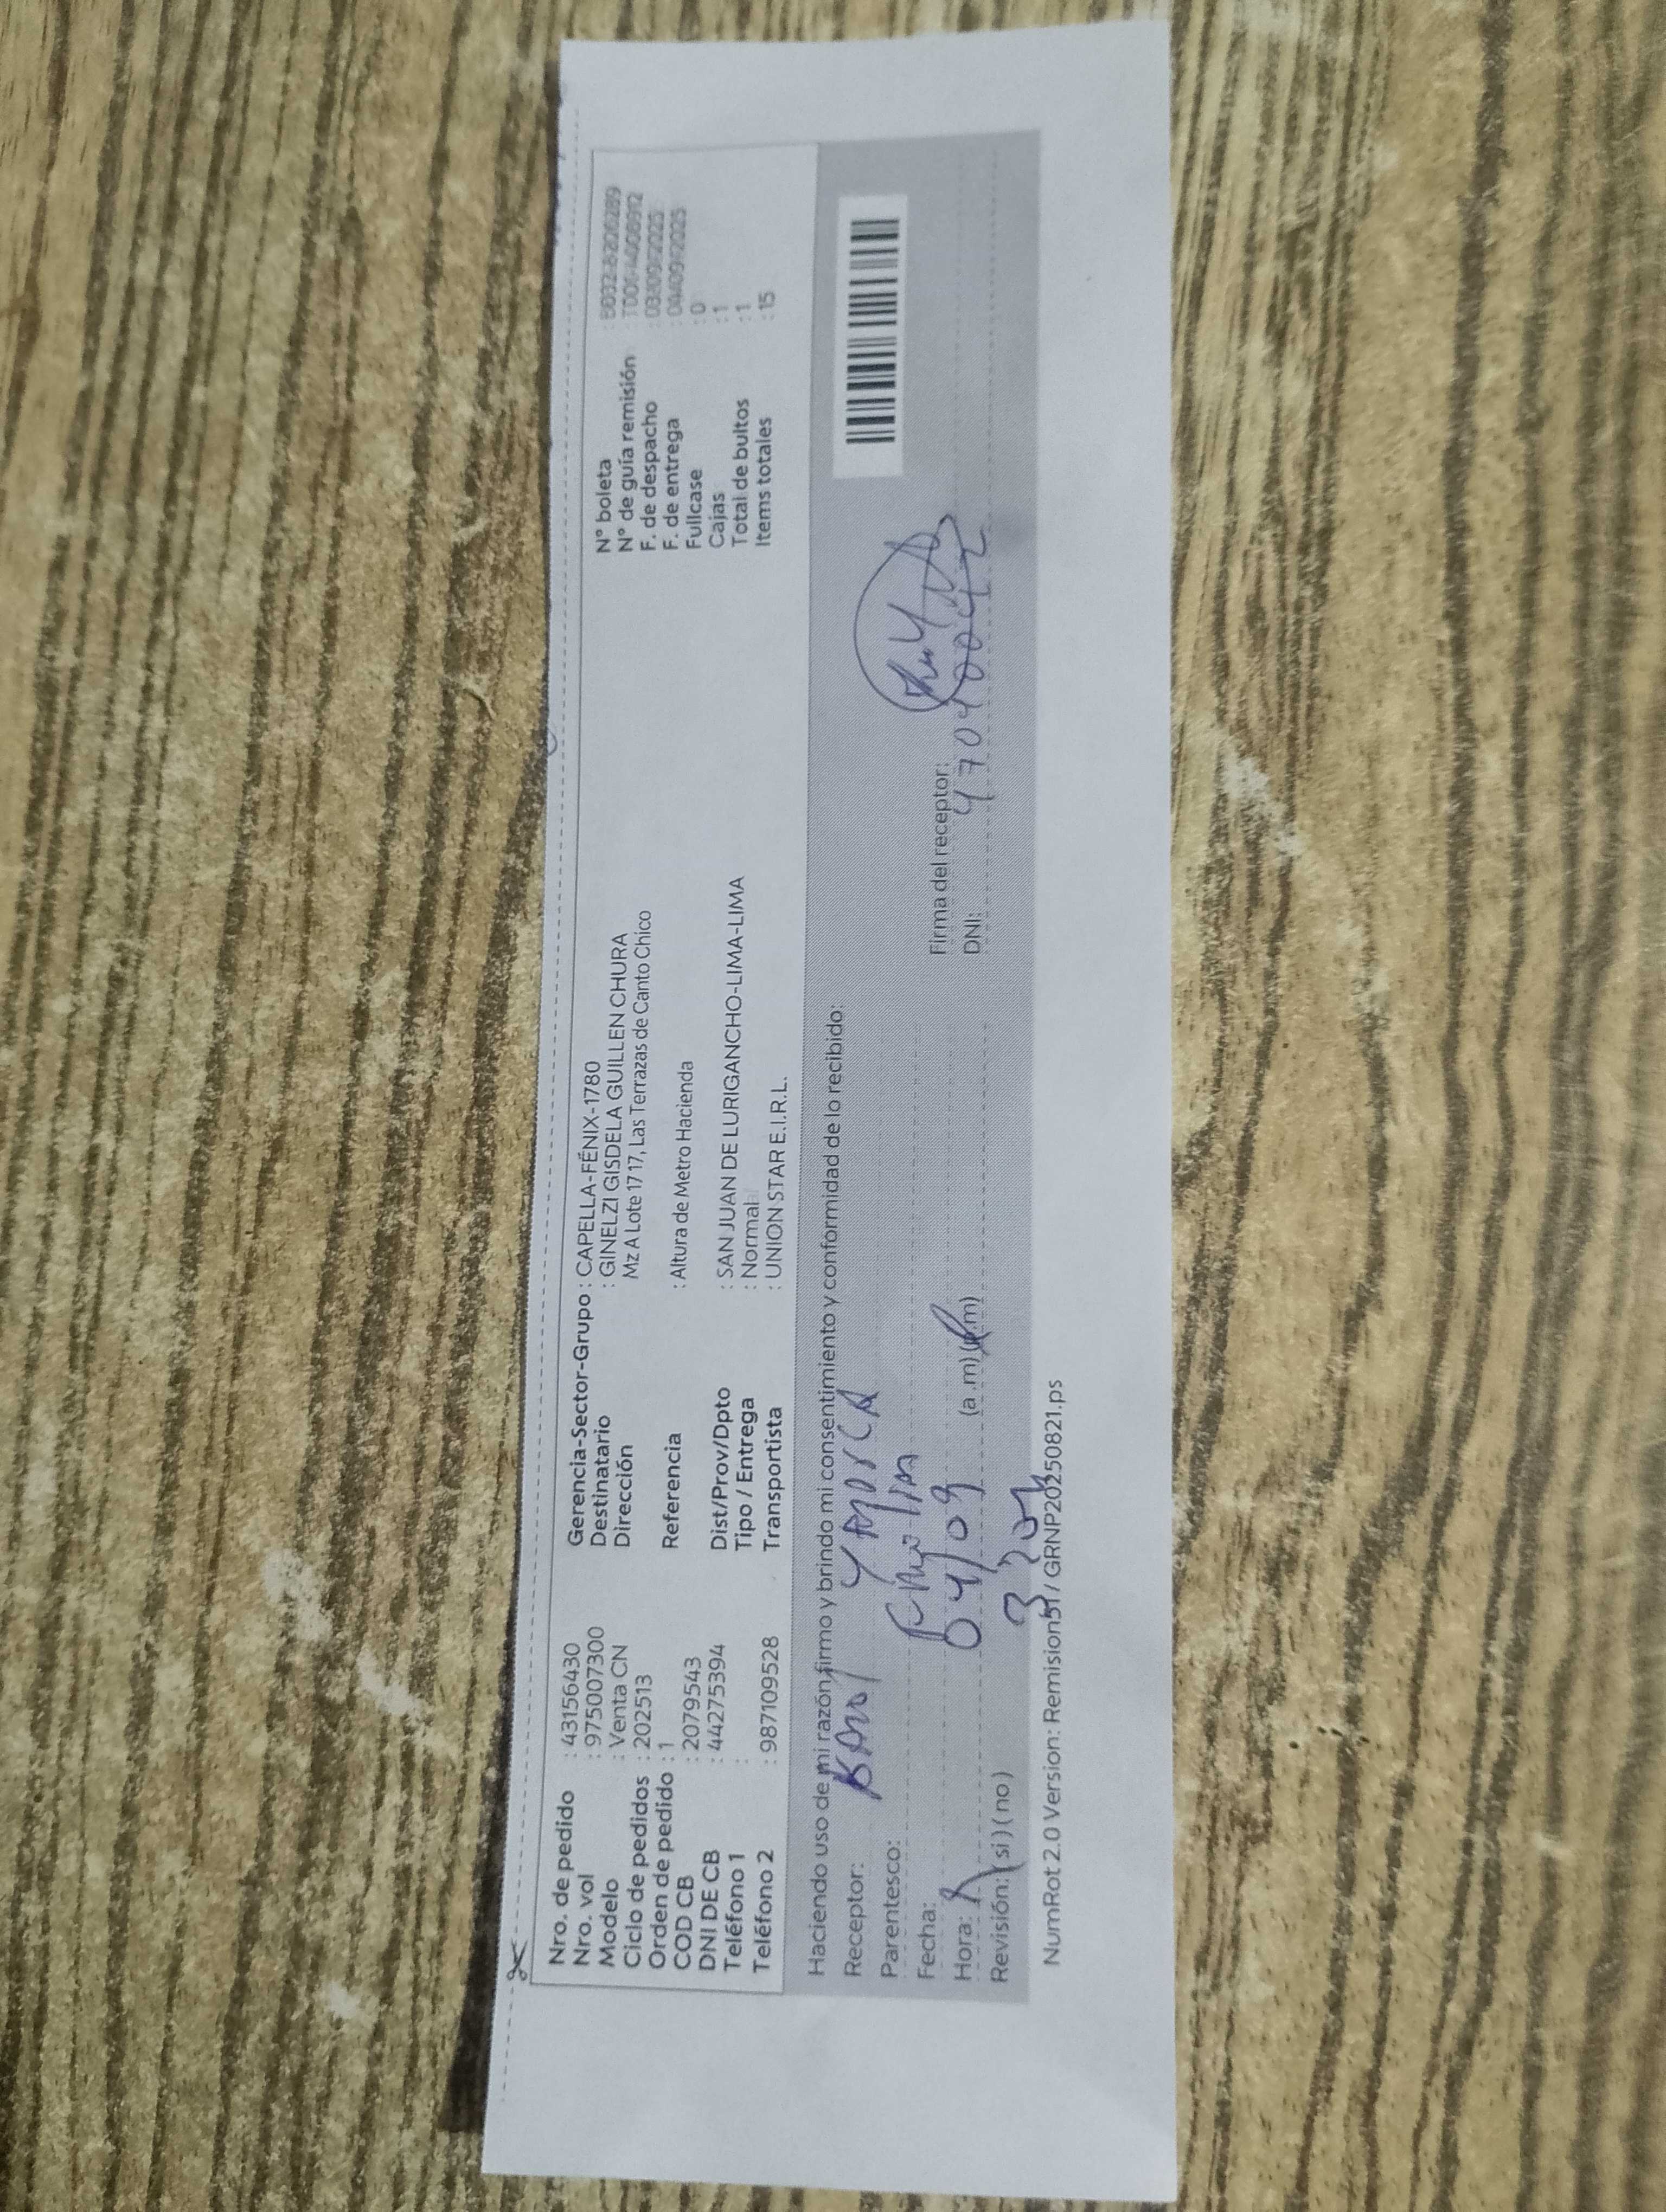 Nro. de pedido : 43156430
Nro. vol : 975007300
Modelo : Venta CN
Ciclo de pedidos : 202513
Orden de pedido : 1
COD CB : 2079543
DNI DE CB : 44275394
Teléfono 1 :
Teléfono 2 : 987109528
Gerencia-Sector-Grupo : CAPELLA-FÉNIX-1780
Destinatario : GINELZI GISDELA GUILLEN CHURA
Dirección Mz A Lote 17 17, Las Terrazas de Canto Chico
Referencia : Altura de Metro Hacienda
Dist/Prov/Dpto : SAN JUAN DE LURIGANCHO-LIMA-LIMA
Tipo / Entrega : Normal
Transportista : UNION STAR E.I.R.L.
N° boleta
N° de guía remisión
F. de despacho : 03/09/2025
F. de entrega : 04/09/2025
Fullcase : 0
Cajas : 1
Total de bultos : 1
Items totales : 15
Haciendo uso de mi razón firmo y brindo mi consentimiento y conformidad de lo recibido:
Receptor:
Parentesco:
Fecha: 04/09
Hora: (a.m) (p.m)
Revisión: (si) (no)
Firma del receptor:
DNI:
NumRot 2.0 Version: Remision51 / GRNP20250821.ps